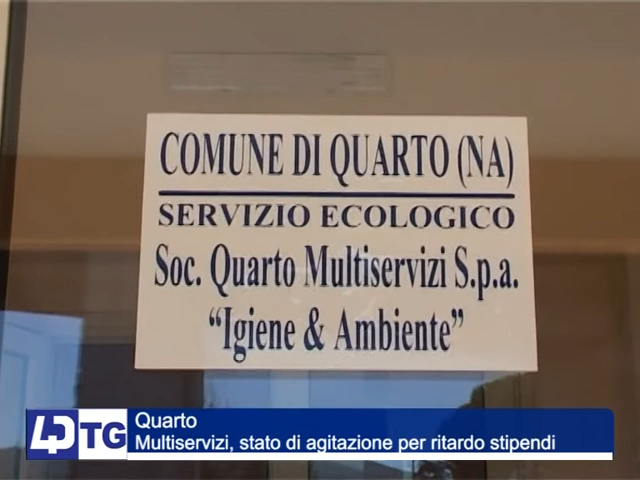 COMUNE DI QUARTO (NA)
SERVIZIO ECOLOGICO
Soc. Quarto Multiservizi S.p.a.
“Igiene & Ambiente”
Quarto
TG
Multiservizi, stato di agitazione per ritardo stipendi